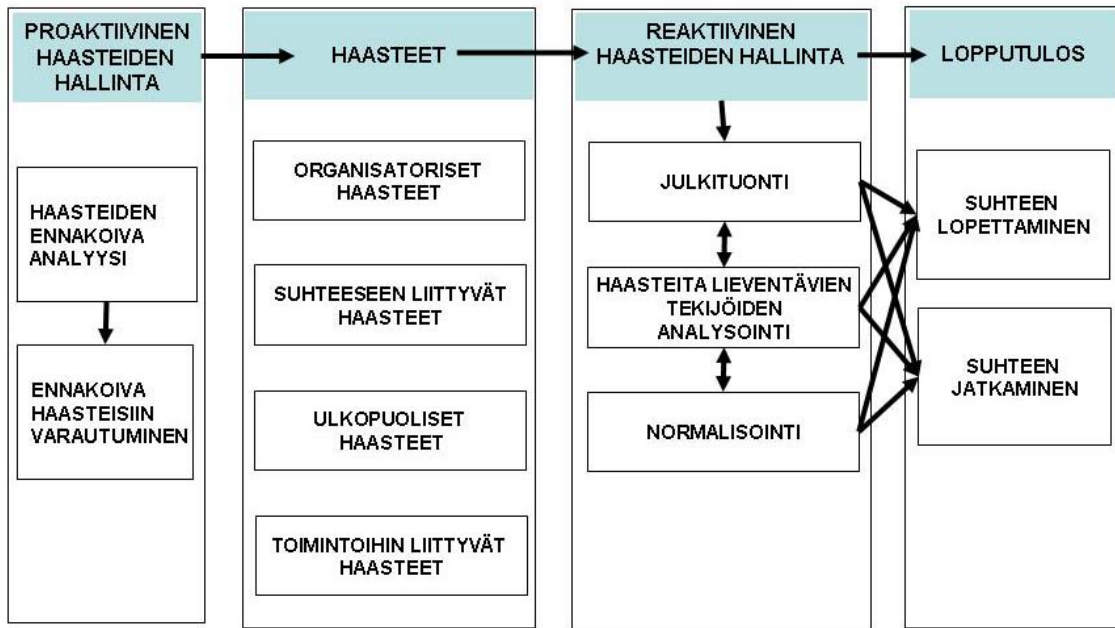 PROAKTIIVINEN
HAASTEIDEN
HALLINTA
HAASTEIDEN
ENNAKOIVA
ANALYYSI
ENNAKOIVA
HAASTEISIIN
VARAUTUMINEN
HAASTEET
ORGANISATORISET
HAASTEET
SUHTEESEEN LIITTYVÄT
HAASTEET
ULKOPUOLISET
HAASTEET
TOIMINTOIHIN LIITTYVÄT
HAASTEET
REAKTIIVINEN
HAASTEIDEN HALLINTA
JULKITUONTI
HAASTEITA LIEVENTÄVIEN
TEKIJÖIDEN
ANALYSOINTI
NORMALISOINTI
LOPPUTULOS
SUHTEEN
LOPETTAMINEN
SUHTEEN
JATKAMINEN